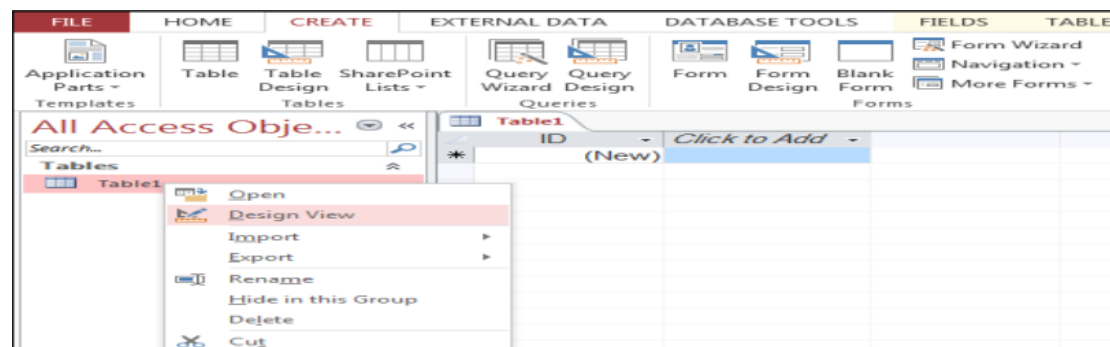 FILE HOME CREATE EXTERNAL DATA DATABASE TOOLS FIELDS TABLE
Application Parts Table Table Design SharePoint Lists Query Wizard Query Design Form Form Design Blank Form Form Wizard
Navigation
More Forms
Templates Tables Queries Forms
All Access Obje...
Search...
Tables
Table1
Open
Design View
Import
Export
Rename
Hide in this Group
Delete
Cut
Table1
ID Click to Add
(New)